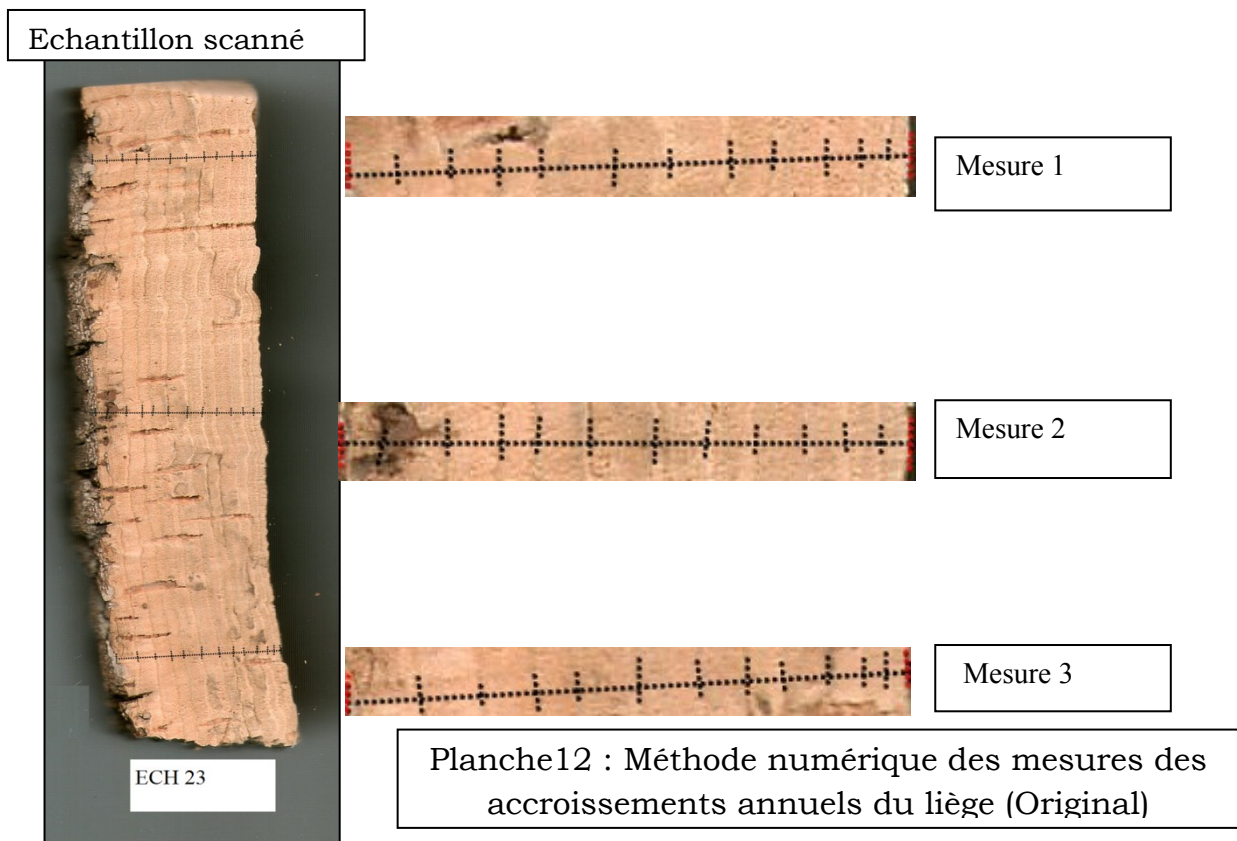 Echantillon scanné
Mesure 1
Mesure 2
Mesure 3
ECH 23
Planche12 : Méthode numérique des mesures des
accroissements annuels du liège (Original)